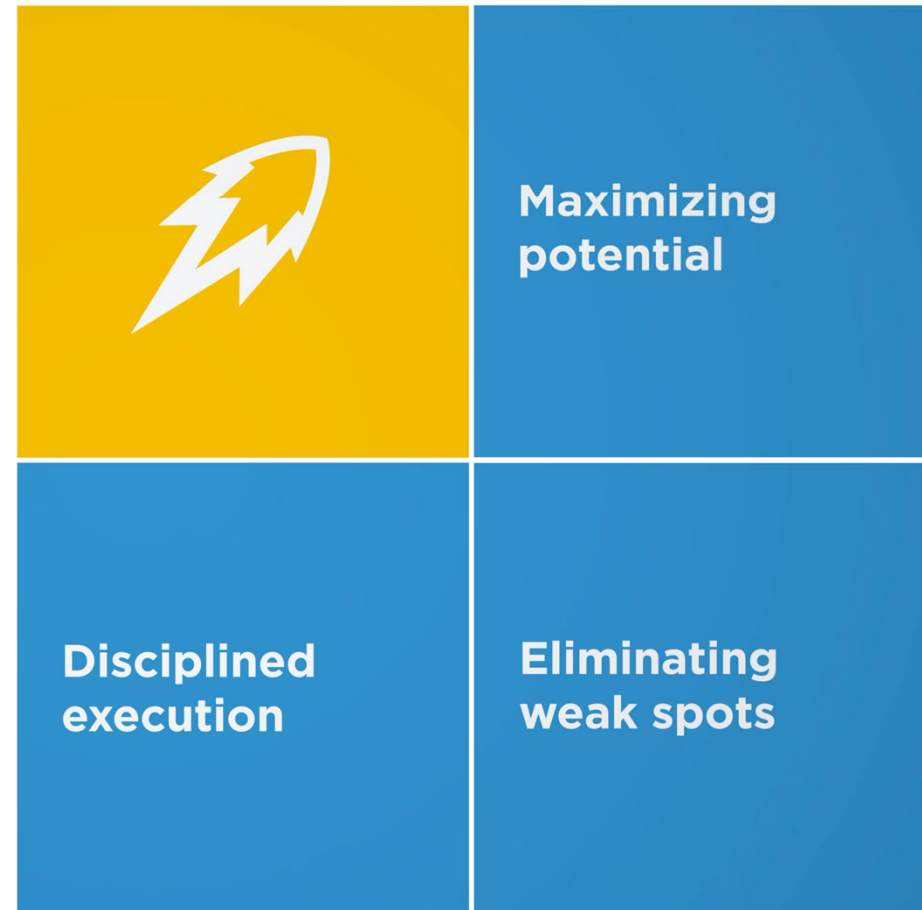 Maximizing
potential
Disciplined
execution
Eliminating
weak spots